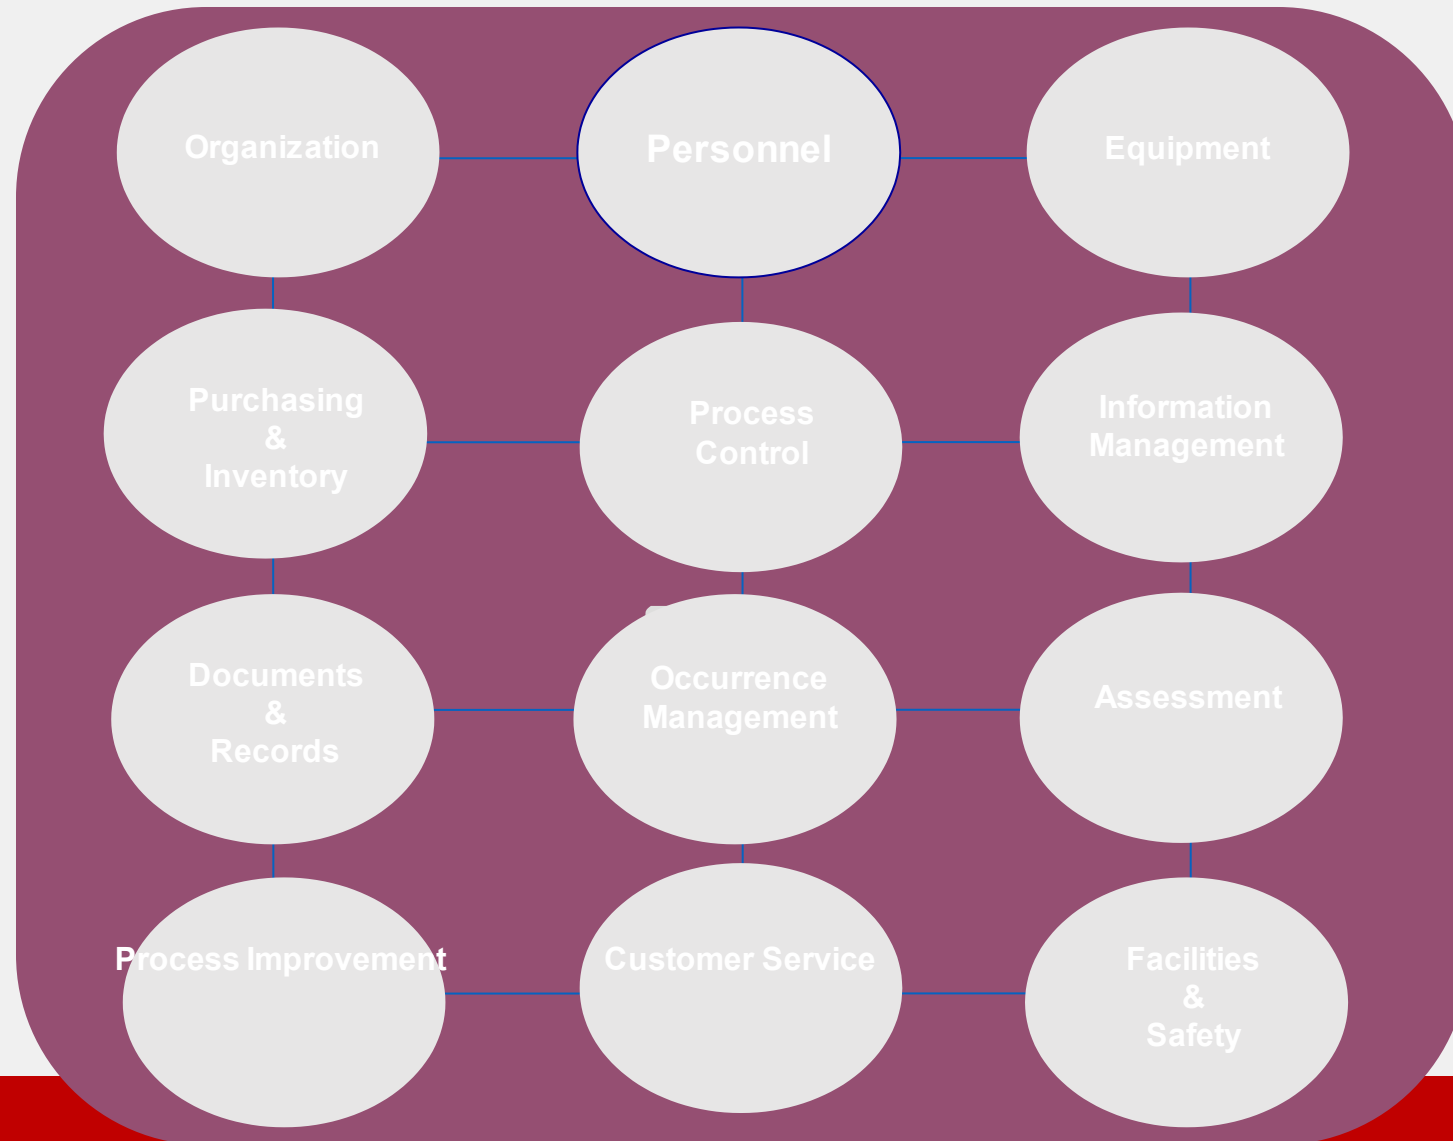 Organization
Personnel
Equipment
Purchasing
&
Inventory
Process
Control
Information
Management
Documents
&
Records
Occurrence
Management
Assessment
Process Improvement
Customer Service
Facilities
&
Safety